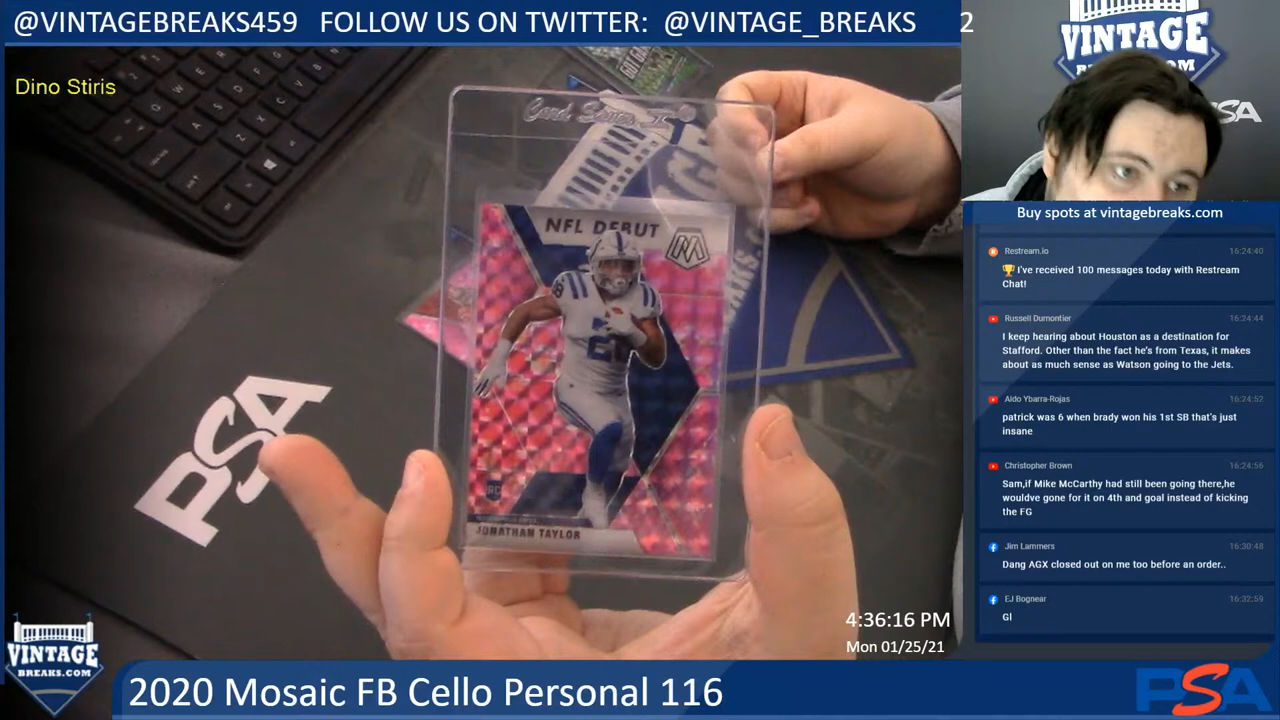 @VINTAGEBREAKS459 FOLLOW US ON TWITTER: @VINTAGE_BREAKS 2
Dino Stiris
VINTAGE
BREAKS.COM
PSA
Card Saver I
NFL DEBUT
28
RC
JONATHAN TAYLOR
PSA
Buy spots at vintagebreaks.com
Restream.io 16:24:40
🏆 I've received 100 messages today with Restream
Chat!
Russell Dumontier 16:24:44
I keep hearing about Houston as a destination for
Stafford. Other than the fact he's from Texas, it makes
about as much sense as Watson going to the Jets.
Aldo Ybarra-Rojas 16:24:52
patrick was 6 when brady won his 1st SB that's just
insane
Christopher Brown 16:24:56
Sam,if Mike McCarthy had still been going there,he
wouldve gone for it on 4th and goal instead of kicking
the FG
Jim Lammers 16:30:48
Dang AGX closed out on me too before an order..
EJ Bognear 16:32:59
Gl
4:36:16 PM
Mon 01/25/21
VINTAGE
BREAKS.COM
2020 Mosaic FB Cello Personal 116
PSA